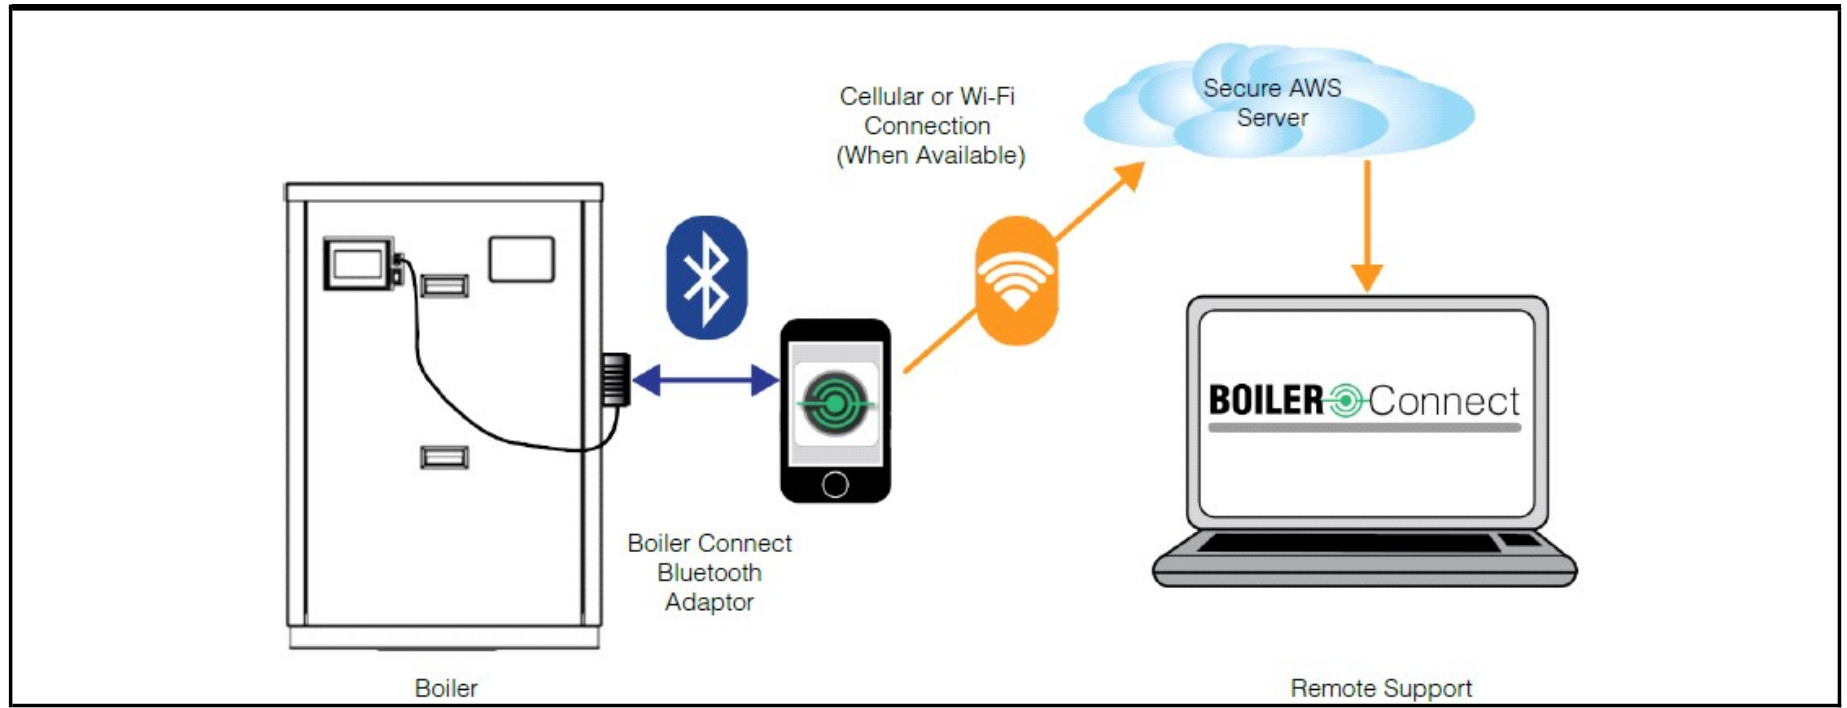 Cellular or Wi-Fi
Connection
(When Available)
Secure AWS
Server
BOILER Connect
Boiler Connect
Bluetooth
Adaptor
Boiler
Remote Support